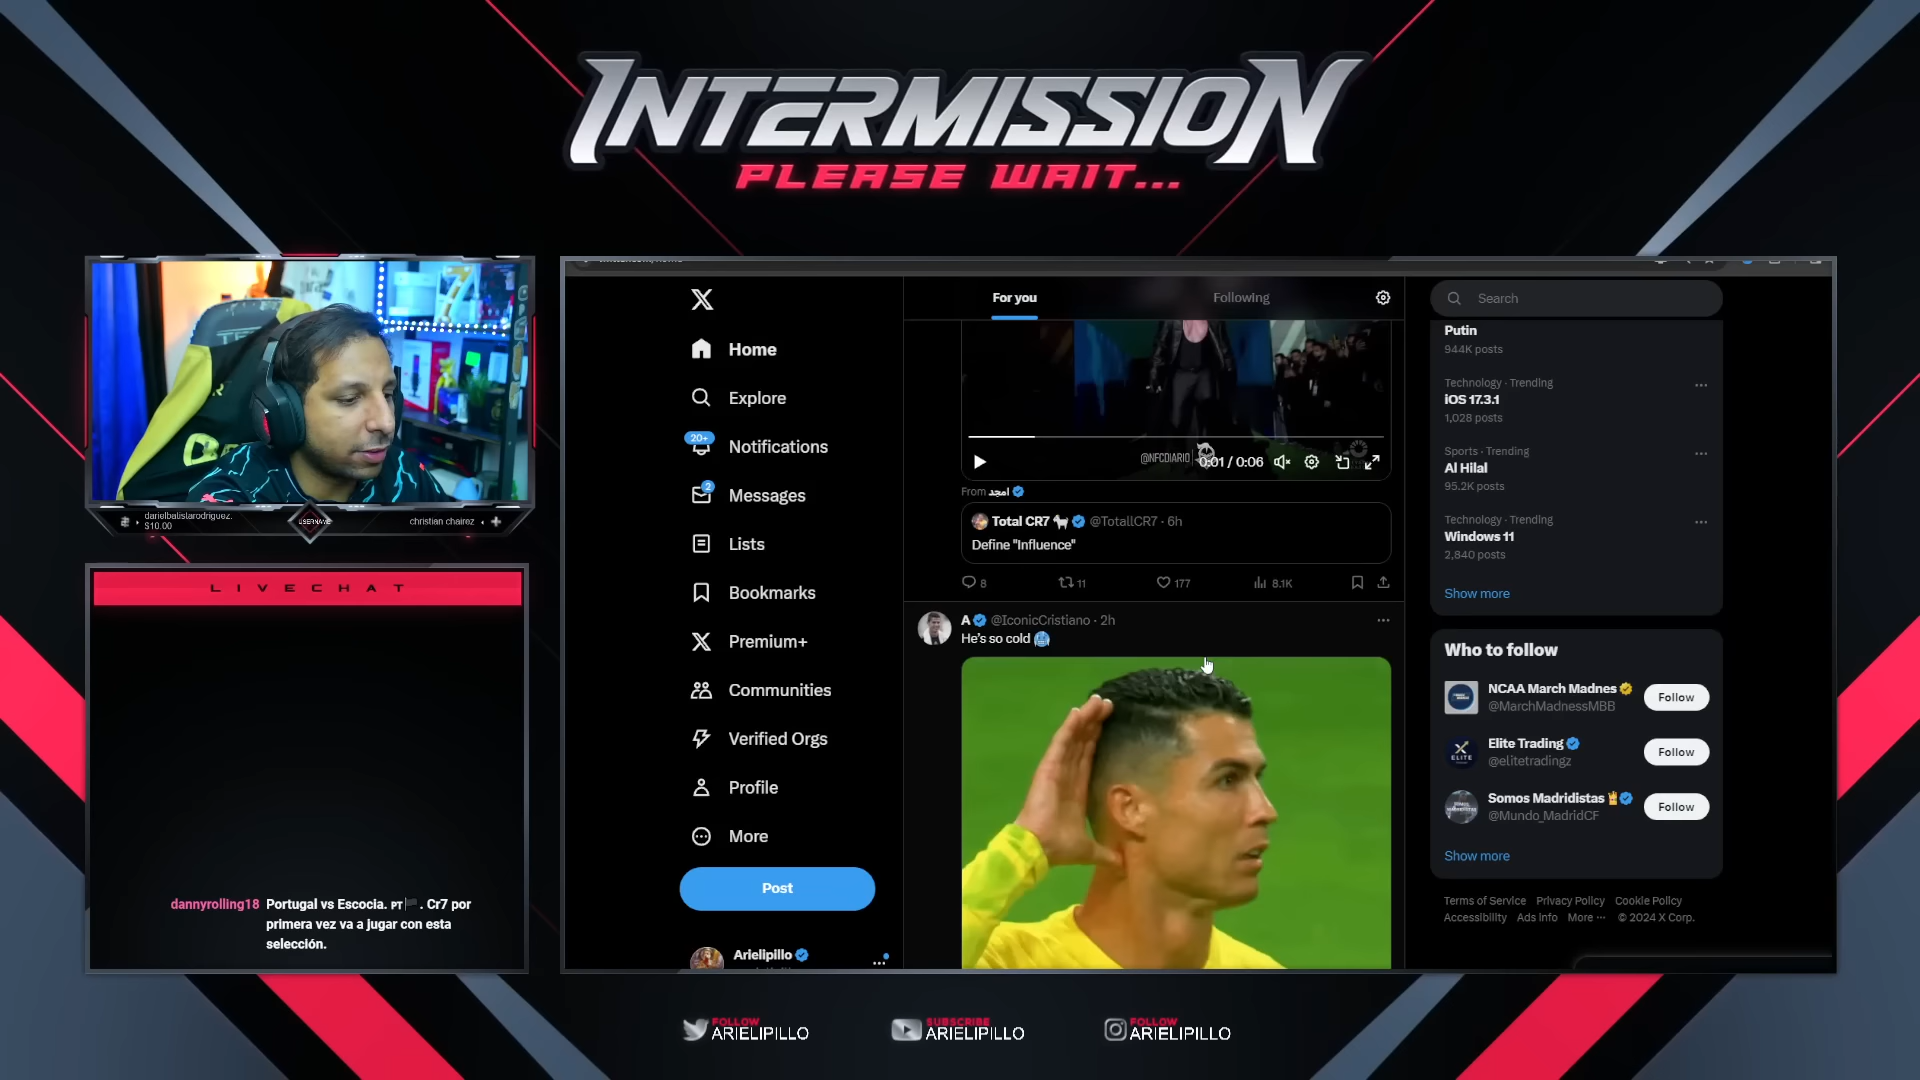 INTERMISSION
PLEASE WAIT...
danielbatistarodriguez.
$10.00
USERNAME
christian chairez
LIVECHAT
dannyrolling18 Portugal vs Escocia. PT🏴. Cr7 por
primera vez va a jugar con esta
selección.
Home
Explore
20+
Notifications
2
Messages
Lists
Bookmarks
Premium+
Communities
Verified Orgs
Profile
More
Post
Arielipillo
For you
Following
@NFCDIARIO
0:01 / 0:06
From امجد
Total CR7 🐐 @TotallCR7 · 6h
Define "Influence"
8
11
177
8.1K
A @IconicCristiano · 2h
He's so cold 🥶
Search
Putin
944K posts
Technology · Trending
iOS 17.3.1
1,028 posts
Sports · Trending
Al Hilal
95.2K posts
Technology · Trending
Windows 11
2,840 posts
Show more
Who to follow
NCAA March Madnes
@MarchMadnessMBB
Follow
Elite Trading
@elitetradingz
Follow
Somos Madridistas
@Mundo_MadridCF
Follow
Show more
Terms of Service Privacy Policy Cookie Policy
Accessibility Ads info More ··· © 2024 X Corp.
FOLLOW
ARIELIPILLO
SUBSCRIBE
ARIELIPILLO
FOLLOW
ARIELIPILLO